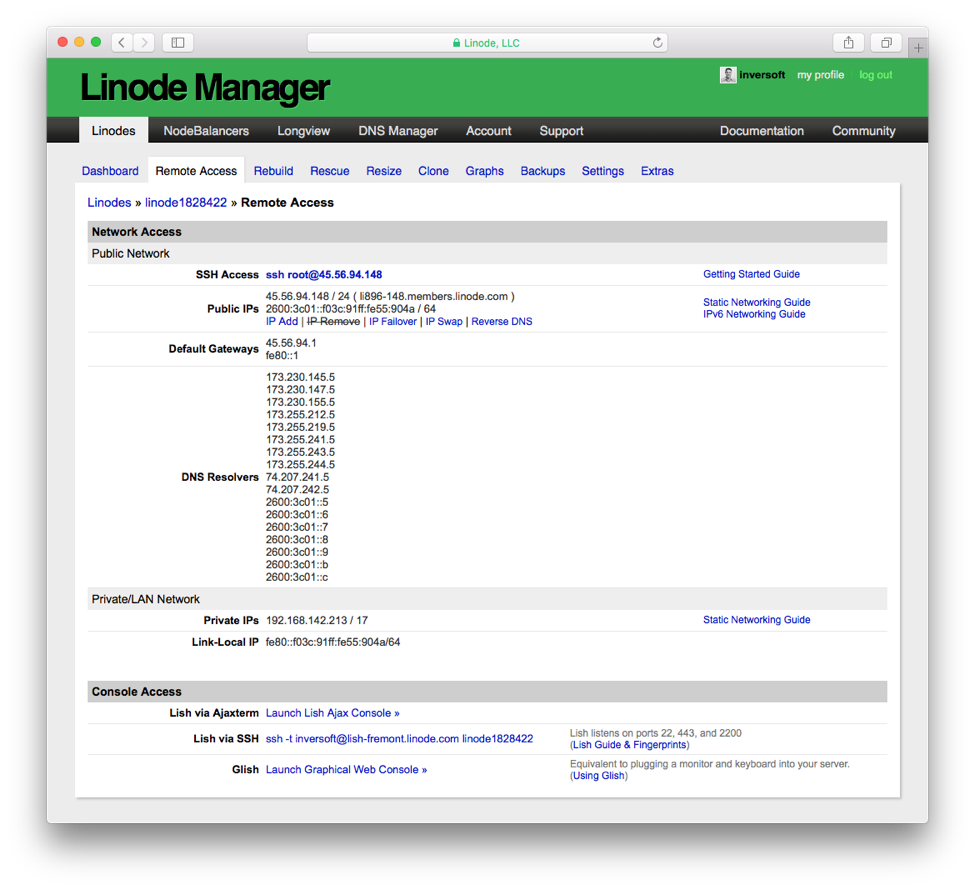 Linode, LLC
Linode Manager
inversoft my profile | log out
Linodes NodeBalancers Longview DNS Manager Account Support Documentation Community
Dashboard Remote Access Rebuild Rescue Resize Clone Graphs Backups Settings Extras
Linodes » linode1828422 » Remote Access
Network Access
Public Network
SSH Access ssh root@45.56.94.148 Getting Started Guide
Public IPs 45.56.94.148 / 24 ( li896-148.members.linode.com )
2600:3c01::f03c:91ff:fe55:904a / 64
IP Add | IP Remove | IP Failover | IP Swap | Reverse DNS
Static Networking Guide
IPv6 Networking Guide
Default Gateways 45.56.94.1
fe80::1
DNS Resolvers
173.230.145.5
173.230.147.5
173.230.155.5
173.255.212.5
173.255.219.5
173.255.241.5
173.255.243.5
173.255.244.5
74.207.241.5
74.207.242.5
2600:3c01::5
2600:3c01::6
2600:3c01::7
2600:3c01::8
2600:3c01::9
2600:3c01::b
2600:3c01::c
Private/LAN Network
Private IPs 192.168.142.213 / 17 Static Networking Guide
Link-Local IP fe80::f03c:91ff:fe55:904a/64
Console Access
Lish via Ajaxterm Launch Lish Ajax Console »
Lish via SSH ssh -t inversoft@lish-fremont.linode.com linode1828422
Lish listens on ports 22, 443, and 2200
(Lish Guide & Fingerprints)
Glish Launch Graphical Web Console »
Equivalent to plugging a monitor and keyboard into your server.
(Using Glish)